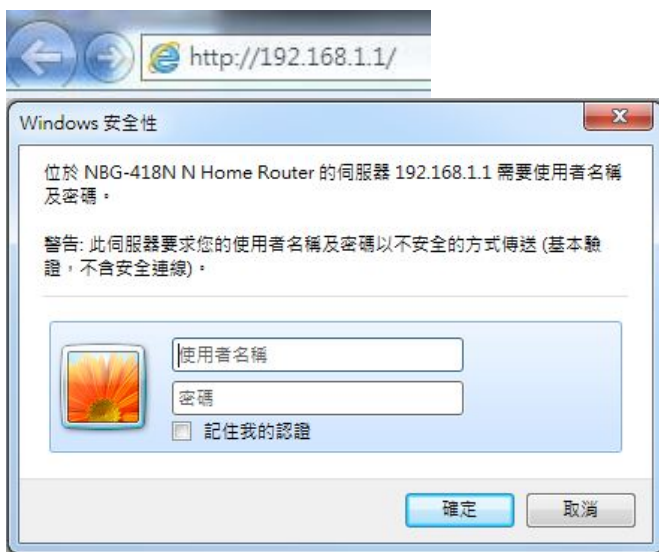 http://192.168.1.1/
Windows 安全性
位於 NBG-418N N Home Router 的伺服器 192.168.1.1 需要使用者名稱
及密碼。
警告: 此伺服器要求您的使用者名稱及密碼以不安全的方式傳送 (基本驗
證，不含安全連線)。
使用者名稱
密碼
記住我的認證
確定
取消